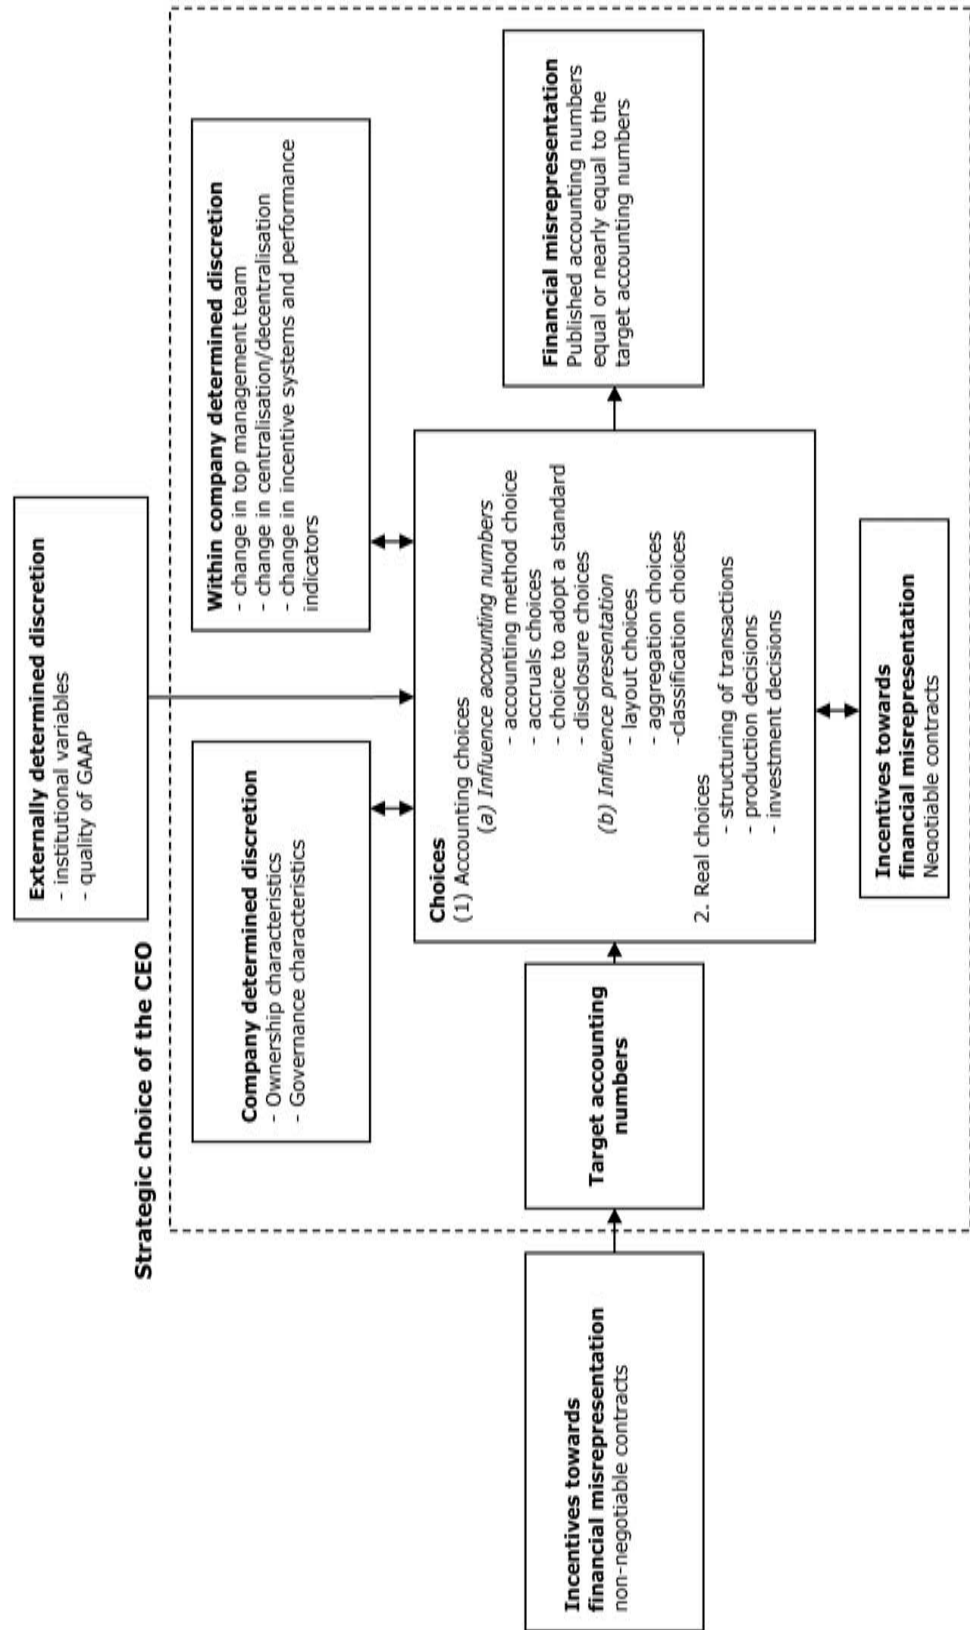 Externally determined discretion
- institutional variables
- quality of GAAP
Strategic choice of the CEO
Company determined discretion
- Ownership characteristics
- Governance characteristics
Within company determined discretion
- change in top management team
- change in centralisation/decentralisation
- change in incentive systems and performance
indicators
Incentives towards
financial misrepresentation
non-negotiable contracts
Target accounting
numbers
Choices
(1) Accounting choices
(a) Influence accounting numbers
- accounting method choice
- accruals choices
- choice to adopt a standard
- disclosure choices
(b) Influence presentation
- layout choices
- aggregation choices
-classification choices
2. Real choices
- structuring of transactions
- production decisions
- investment decisions
Financial misrepresentation
Published accounting numbers
equal or nearly equal to the
target accounting numbers
Incentives towards
financial misrepresentation
Negotiable contracts